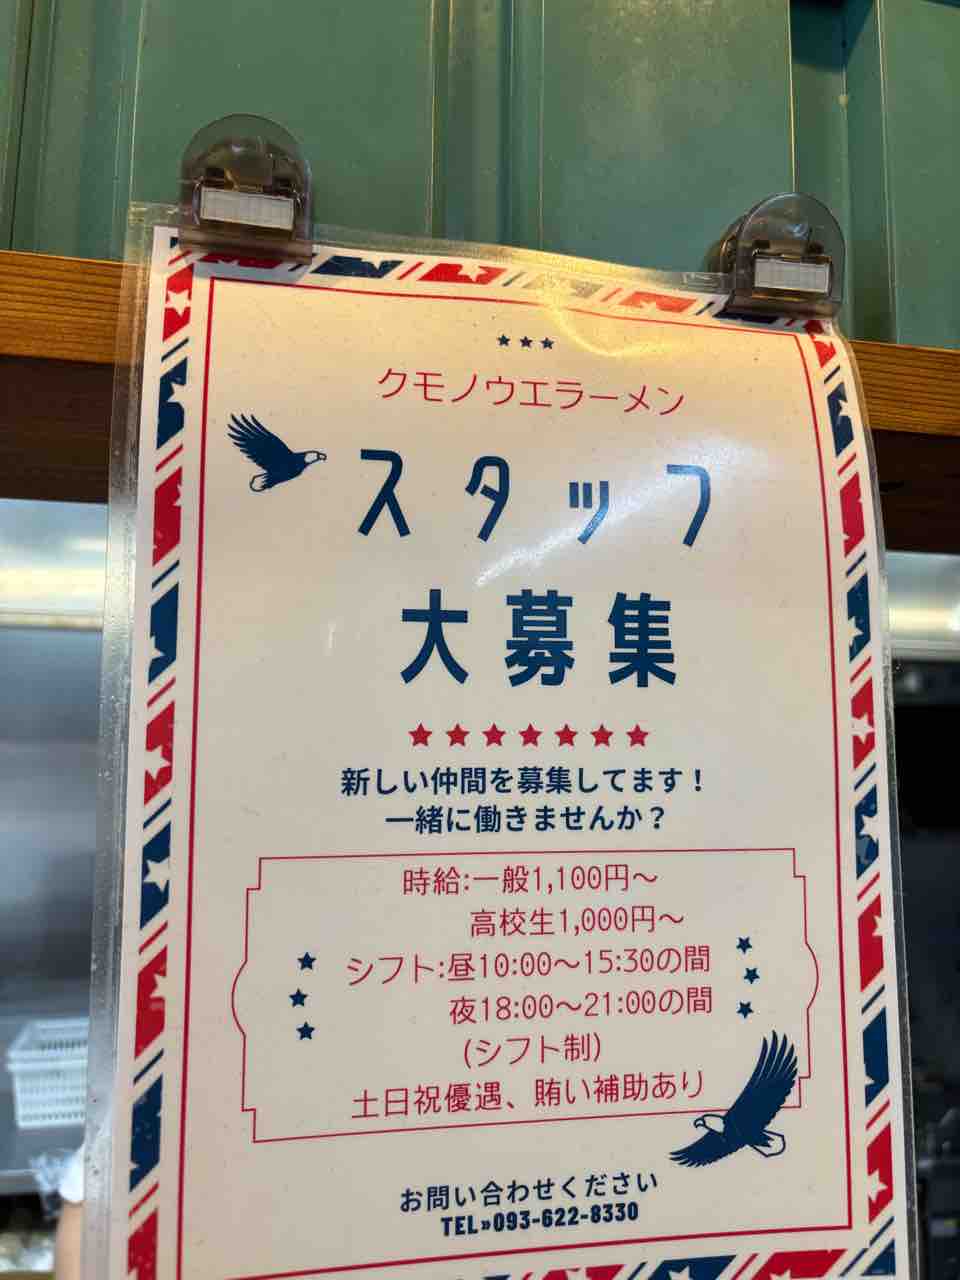 クモノウエラーメン
スタッフ
大募集
新しい仲間を募集してます！
一緒に働きませんか？
時給:一般1,100円～
高校生1,000円～
シフト:昼10:00～15:30の間
夜18:00～21:00の間
(シフト制)
土日祝優遇、賄い補助あり
お問い合わせください
TEL»093-622-8330